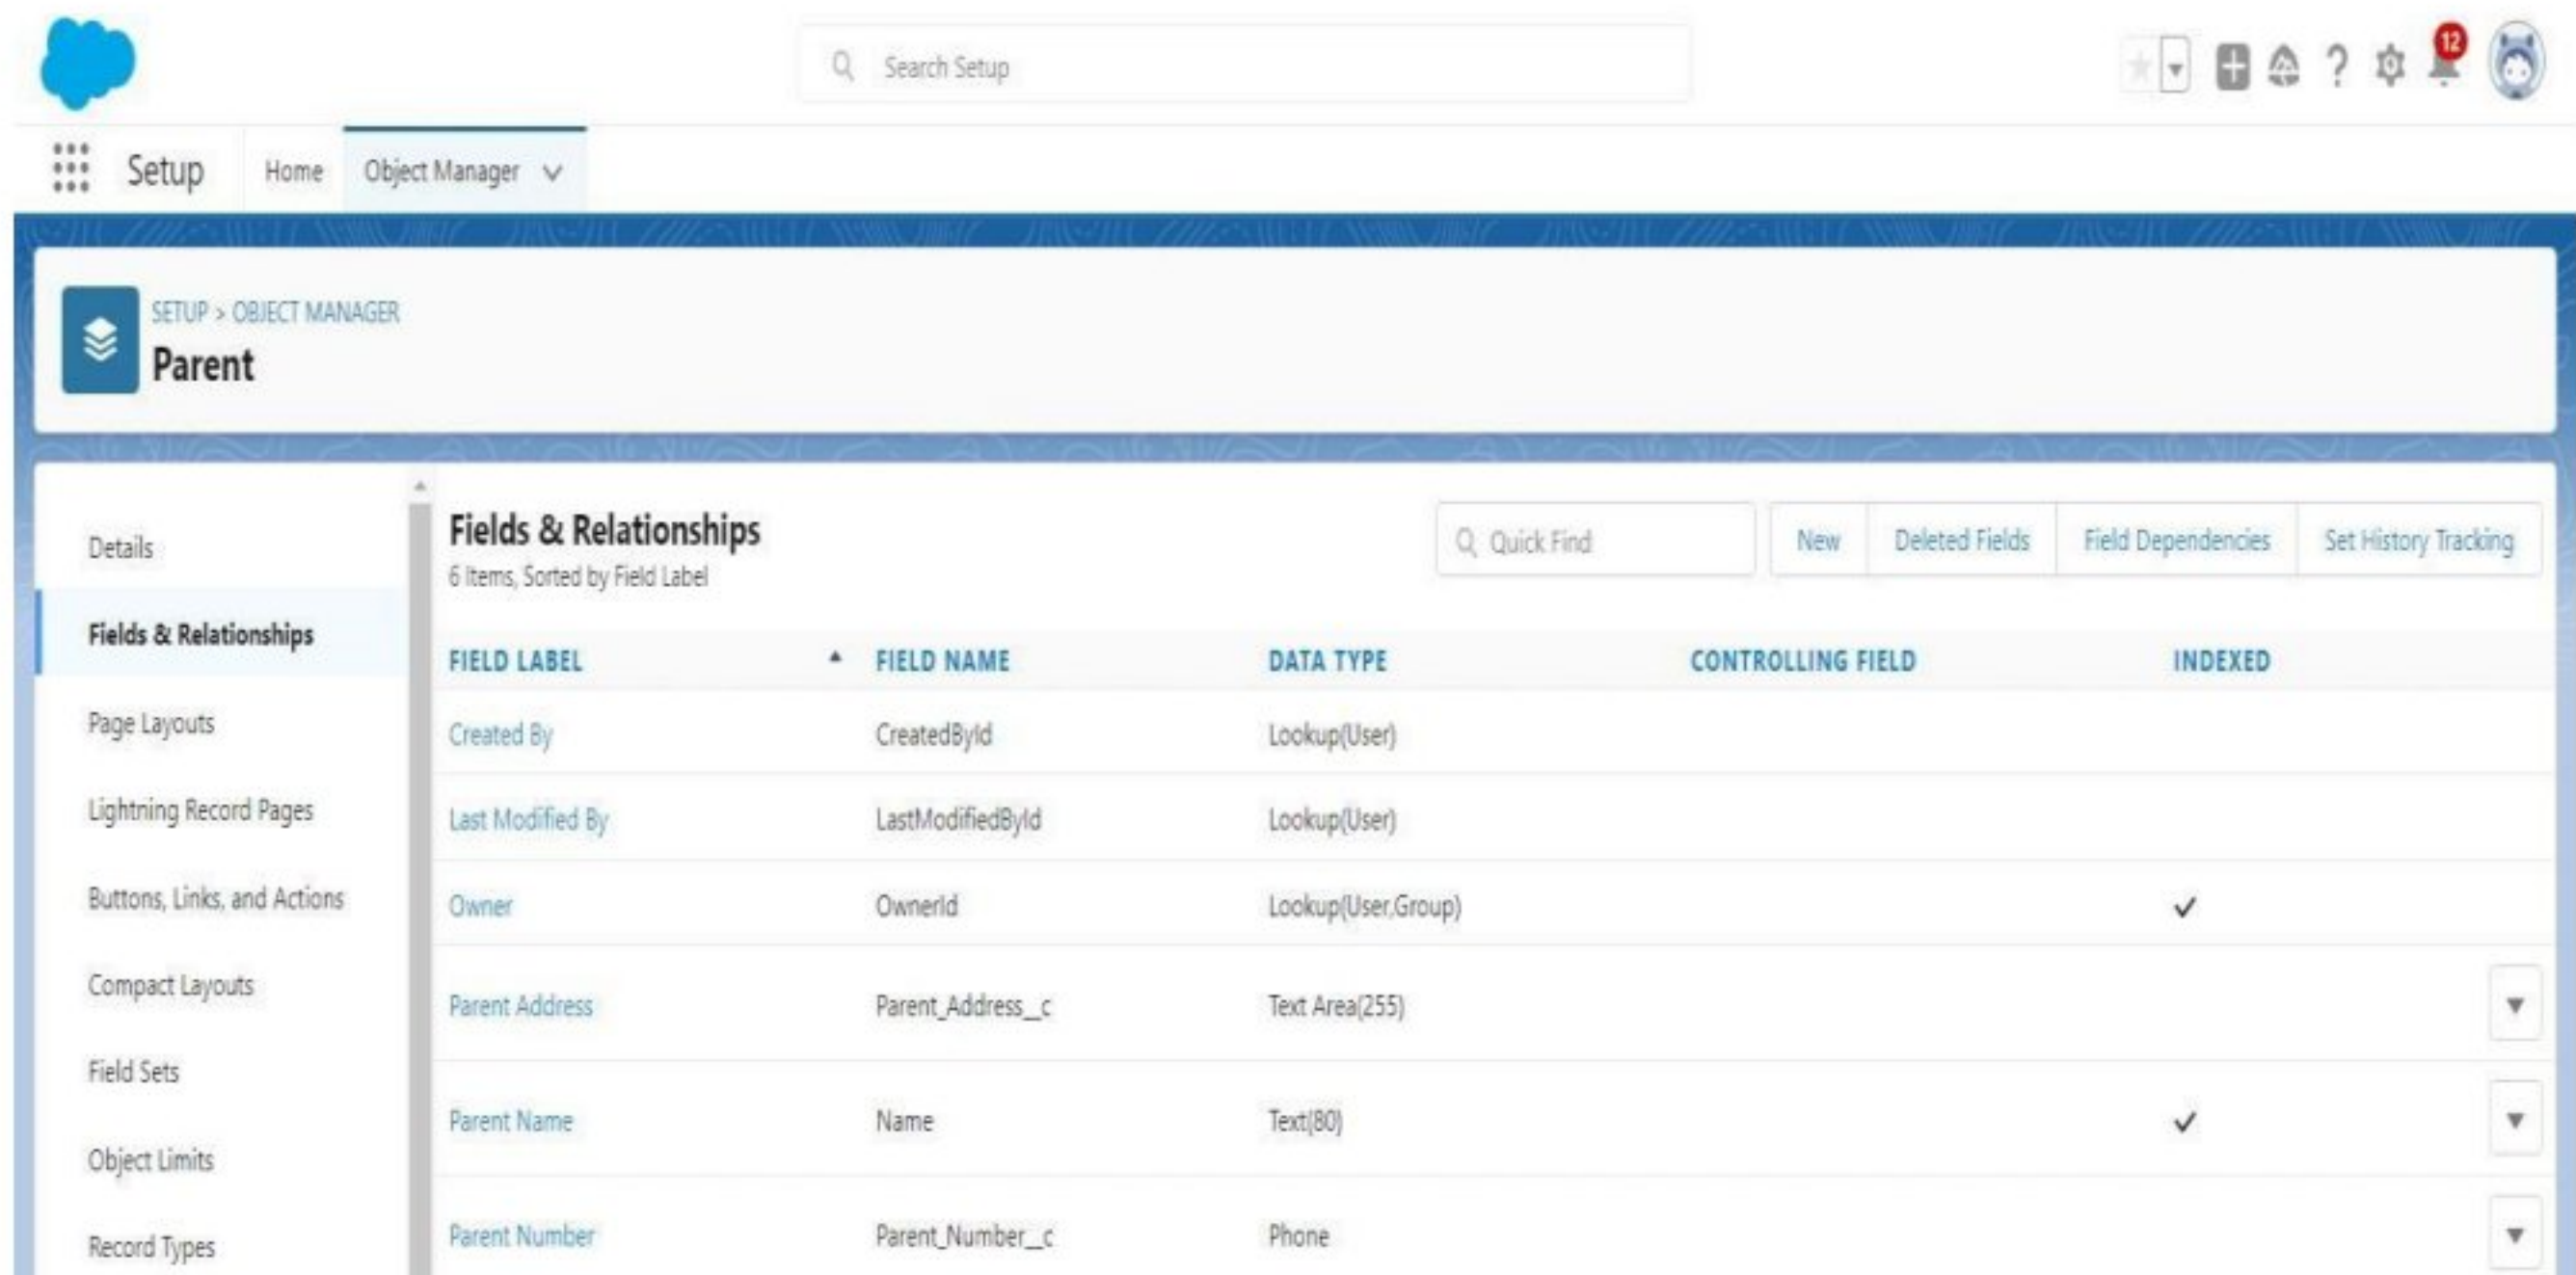 Search Setup
12
Setup
Home
Object Manager
SETUP > OBJECT MANAGER
Parent
Details
Fields & Relationships
Page Layouts
Lightning Record Pages
Buttons, Links, and Actions
Compact Layouts
Field Sets
Object Limits
Record Types
Fields & Relationships
6 Items, Sorted by Field Label
Quick Find
New
Deleted Fields
Field Dependencies
Set History Tracking
FIELD LABEL FIELD NAME DATA TYPE CONTROLLING FIELD INDEXED
Created By CreatedById Lookup(User)
Last Modified By LastModifiedById Lookup(User)
Owner OwnerId Lookup(User,Group)
Parent Address Parent_Address__c Text Area(255)
Parent Name Name Text(80)
Parent Number Parent_Number__c Phone